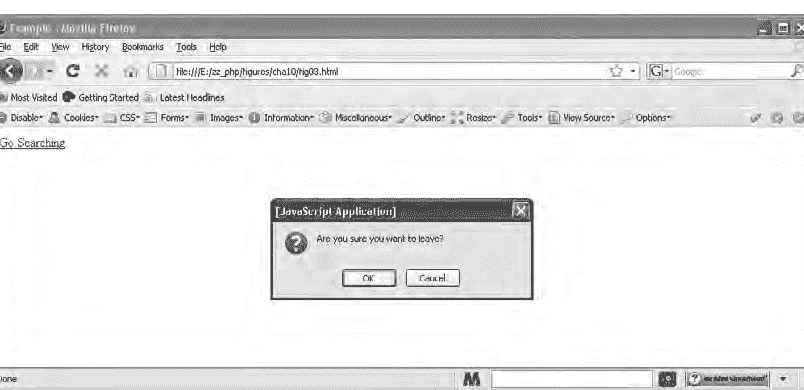 Example - Mozilla Firefox
File Edit View History Bookmarks Tools Help
file:///E:/zz_php/figures/cha10/fig03.html G Google
Most Visited Getting Started Latest Headlines
Disable Cookies CSS Forms Images Information Miscellaneous Outline Resize Tools View Source Options
Go Searching
[JavaScript Application]
Are you sure you want to leave?
OK Cancel
Done